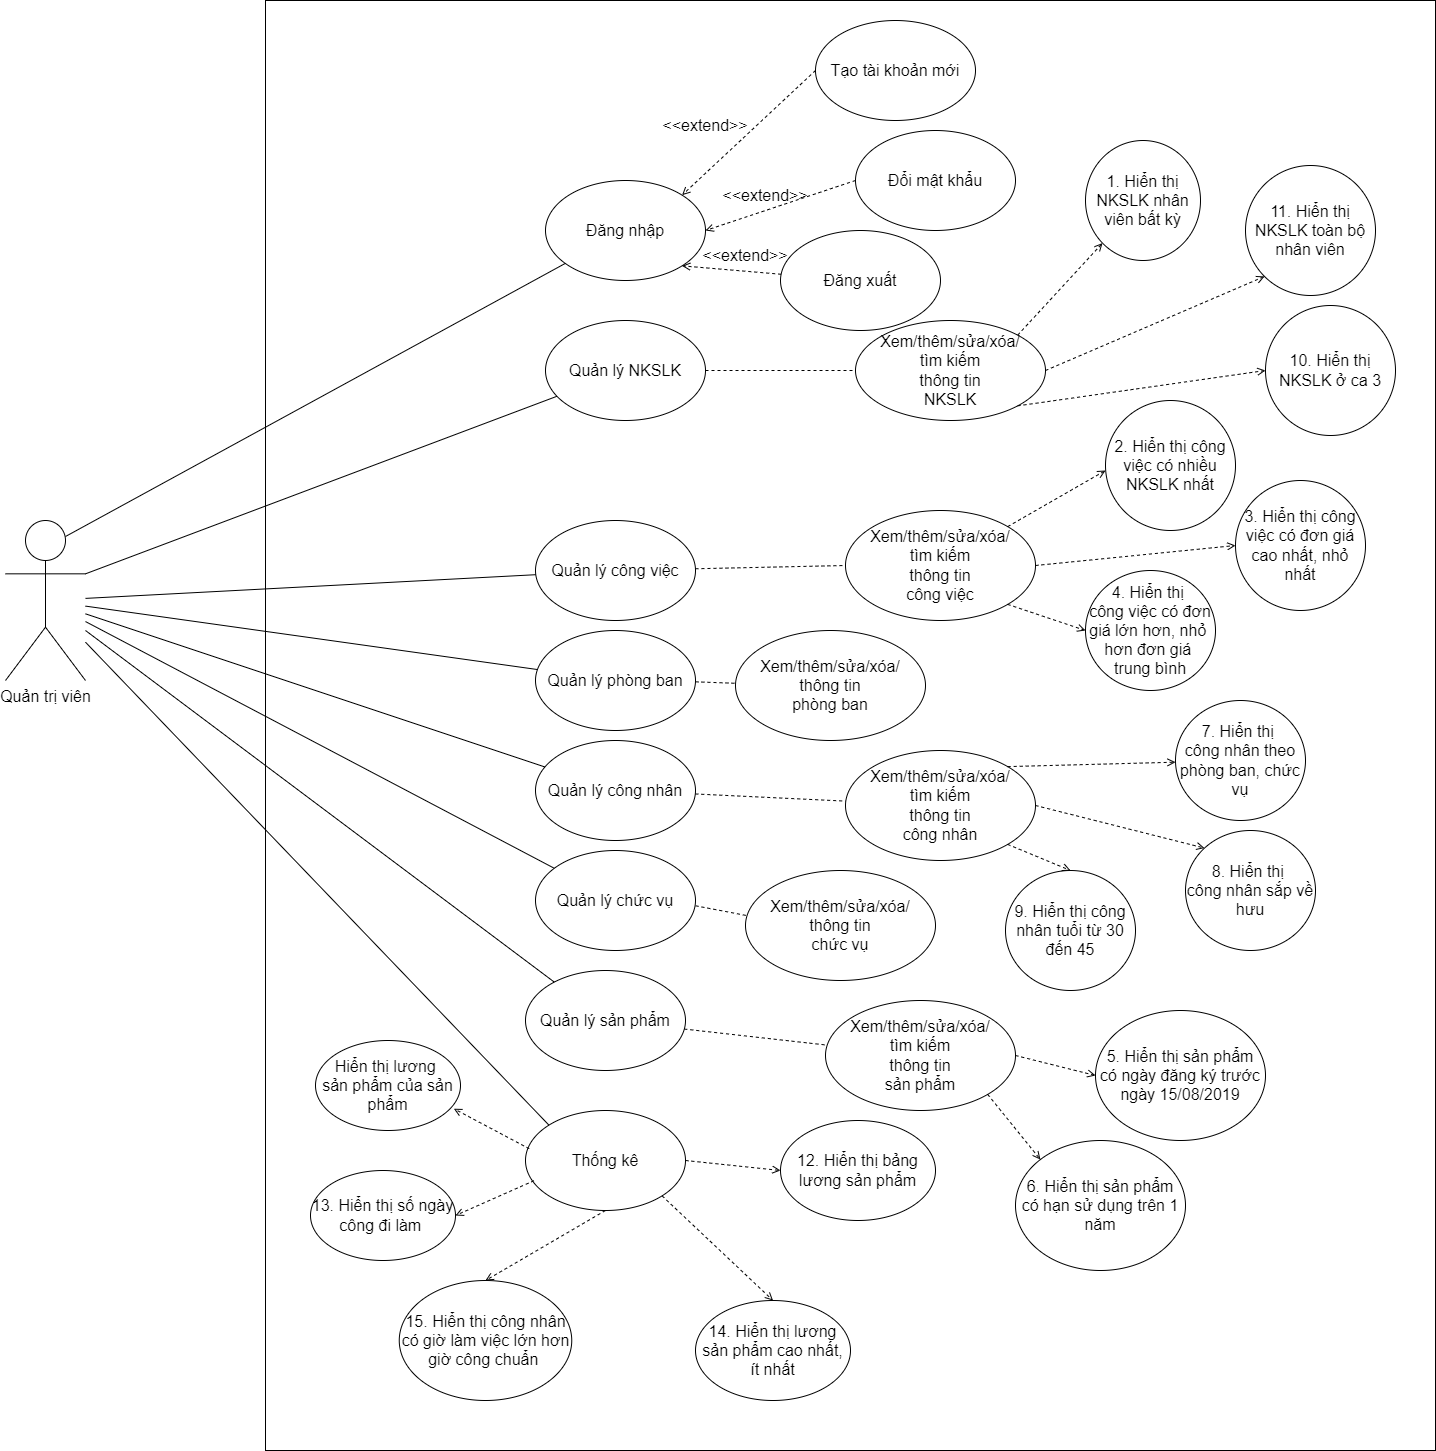 Tạo tài khoản mới
<<extend>>
Đổi mật khẩu
<<extend>>
Đăng nhập
<<extend>>
Đăng xuất
1. Hiển thị
NKSLK nhân
viên bất kỳ
11. Hiển thị
NKSLK toàn bộ
nhân viên
Quản lý NKSLK
Xem/thêm/sửa/xóa/
tìm kiếm
thông tin
NKSLK
10. Hiển thị
NKSLK ở ca 3
2. Hiển thị công
việc có nhiều
NKSLK nhất
3. Hiển thị công
việc có đơn giá
cao nhất, nhỏ
nhất
Quản lý công việc
Xem/thêm/sửa/xóa/
tìm kiếm
thông tin
công việc
4. Hiển thị
công việc có đơn
giá lớn hơn, nhỏ
hơn đơn giá
trung bình
Quản trị viên
Quản lý phòng ban
Xem/thêm/sửa/xóa/
thông tin
phòng ban
7. Hiển thị
công nhân theo
phòng ban, chức
vụ
Quản lý công nhân
Xem/thêm/sửa/xóa/
tìm kiếm
thông tin
công nhân
8. Hiển thị
công nhân sắp về
hưu
9. Hiển thị công
nhân tuổi từ 30
đến 45
Quản lý chức vụ
Xem/thêm/sửa/xóa/
thông tin
chức vụ
Quản lý sản phẩm
Xem/thêm/sửa/xóa/
tìm kiếm
thông tin
sản phẩm
5. Hiển thị sản phẩm
có ngày đăng ký trước
ngày 15/08/2019
6. Hiển thị sản phẩm
có hạn sử dụng trên 1
năm
Hiển thị lương
sản phẩm của sản
phẩm
Thống kê
12. Hiển thị bảng
lương sản phẩm
13. Hiển thị số ngày
công đi làm
15. Hiển thị công nhân
có giờ làm việc lớn hơn
giờ công chuẩn
14. Hiển thị lương
sản phẩm cao nhất,
ít nhất